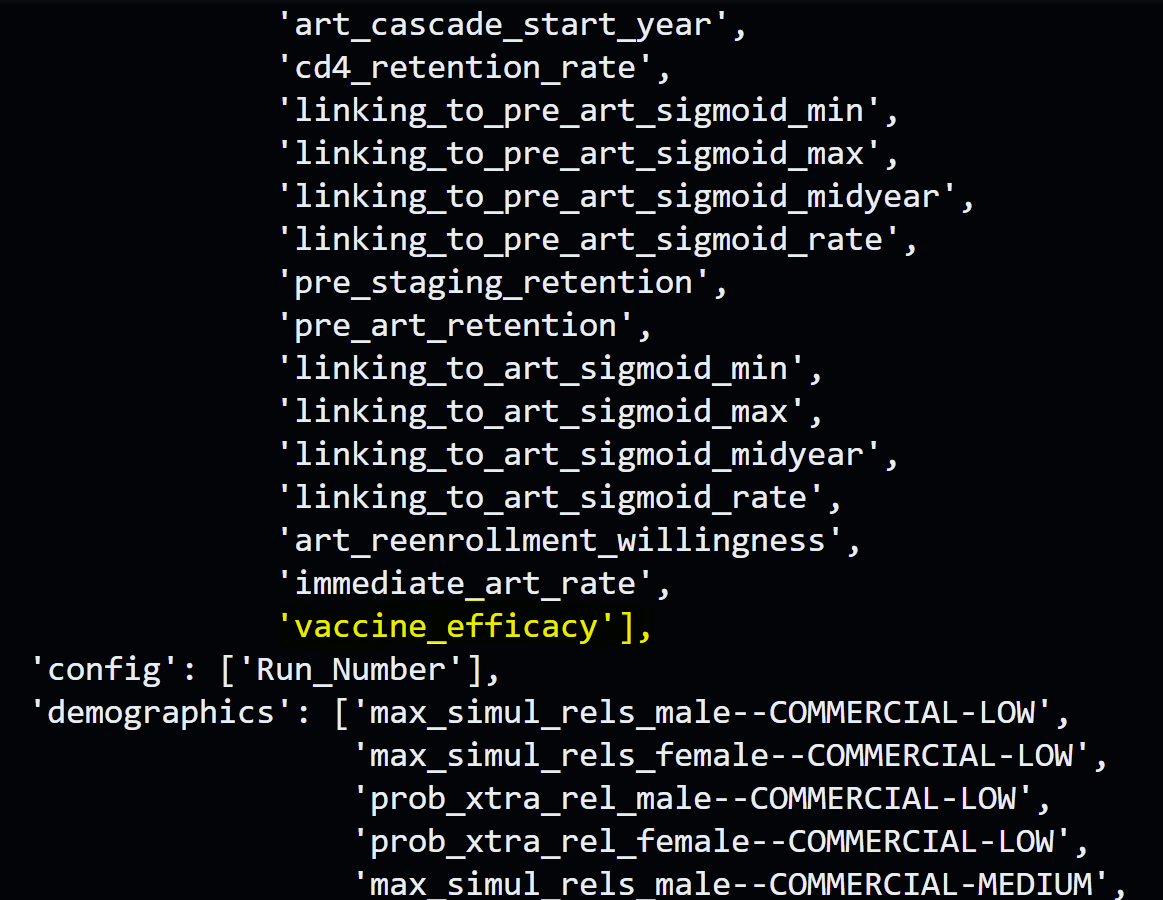 'art_cascade_start_year',
'cd4_retention_rate',
'linking_to_pre_art_sigmoid_min',
'linking_to_pre_art_sigmoid_max',
'linking_to_pre_art_sigmoid_midyear',
'linking_to_pre_art_sigmoid_rate',
'pre_staging_retention',
'pre_art_retention',
'linking_to_art_sigmoid_min',
'linking_to_art_sigmoid_max',
'linking_to_art_sigmoid_midyear',
'linking_to_art_sigmoid_rate',
'art_reenrollment_willingness',
'immediate_art_rate',
'vaccine_efficacy'],
'config': ['Run_Number'],
'demographics': ['max_simul_rels_male--COMMERCIAL-LOW',
'max_simul_rels_female--COMMERCIAL-LOW',
'prob_xtra_rel_male--COMMERCIAL-LOW',
'prob_xtra_rel_female--COMMERCIAL-LOW',
'max_simul_rels_male--COMMERCIAL-MEDIUM',